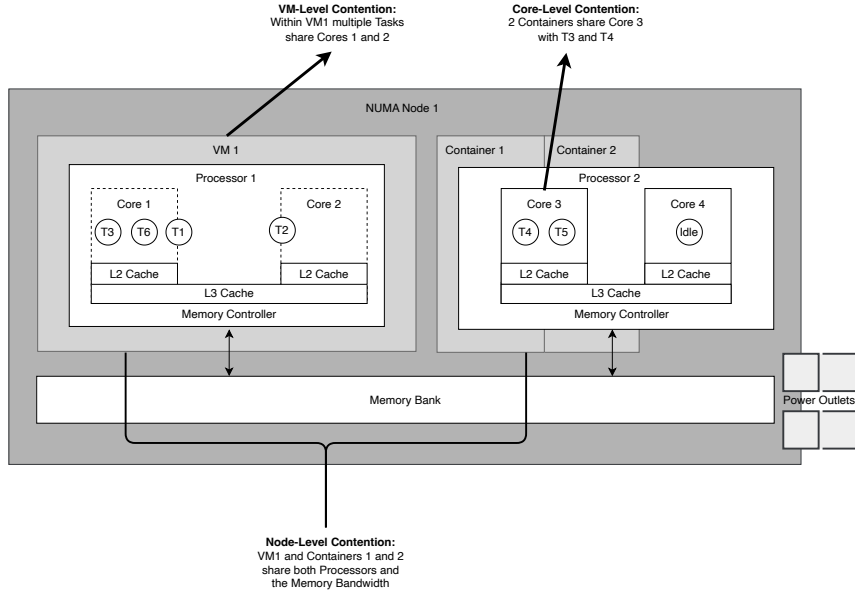 VM-Level Contention:
Within VM1 multiple Tasks
share Cores 1 and 2
Core-Level Contention:
2 Containers share Core 3
with T3 and T4
NUMA Node 1
VM 1
Container 1
Container 2
Processor 1
Processor 2
Core 1
Core 2
Core 3
Core 4
T3
T6
T1
T2
T4
T5
Idle
L2 Cache
L2 Cache
L2 Cache
L2 Cache
L3 Cache
L3 Cache
Memory Controller
Memory Controller
Memory Bank
Power Outlets
Node-Level Contention:
VM1 and Containers 1 and 2
share both Processors and
the Memory Bandwidth